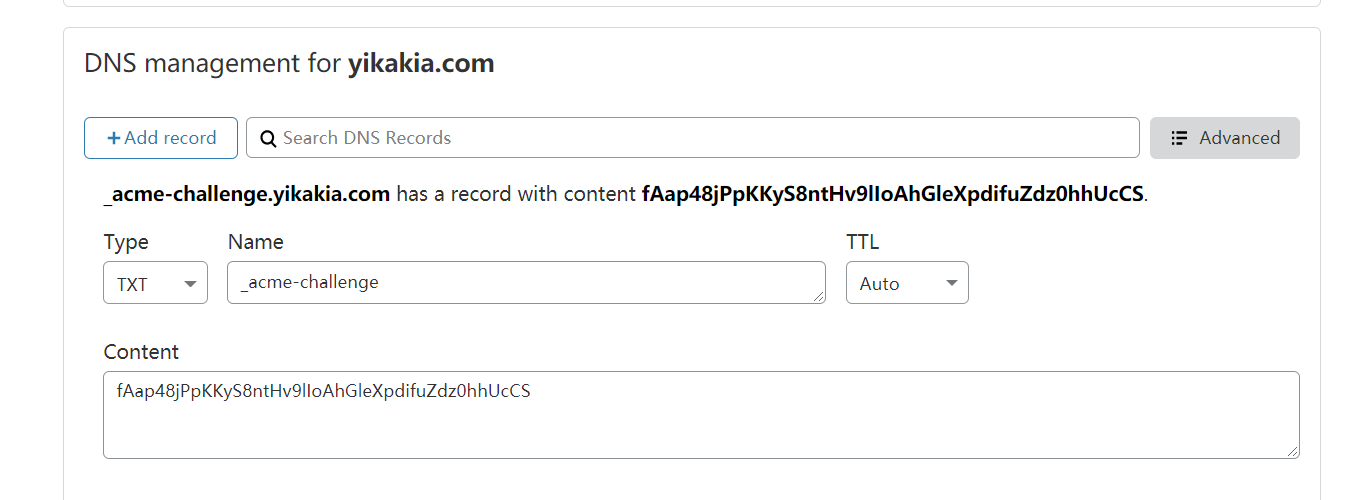 DNS management for yikakia.com
+Add record
Search DNS Records
Advanced
_acme-challenge.yikakia.com has a record with content fAap48jPpKKyS8ntHv9lIoAhGleXpdifuZdz0hhUcCS.
Type
Name
TTL
TXT
_acme-challenge
Auto
Content
fAap48jPpKKyS8ntHv9lIoAhGleXpdifuZdz0hhUcCS